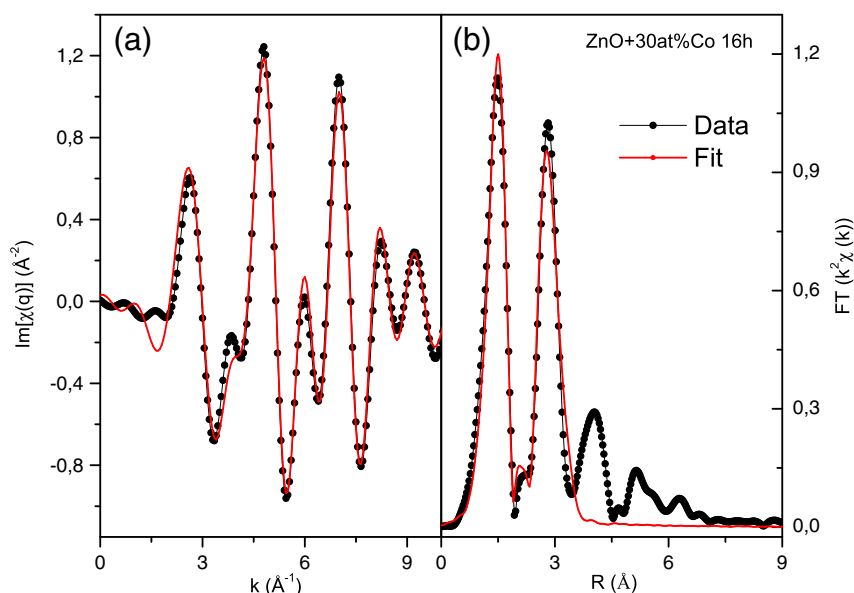 (a)
(b)
ZnO+30at%Co 16h
Data
Fit
1,2
0,8
0,4
0,0
-0,4
-0,8
Im[χ(q)] (Å⁻²)
0
3
6
9
k (Å⁻¹)
0
3
6
9
R (Å)
1,2
0,9
0,6
0,3
0,0
FT (k²χ (k))